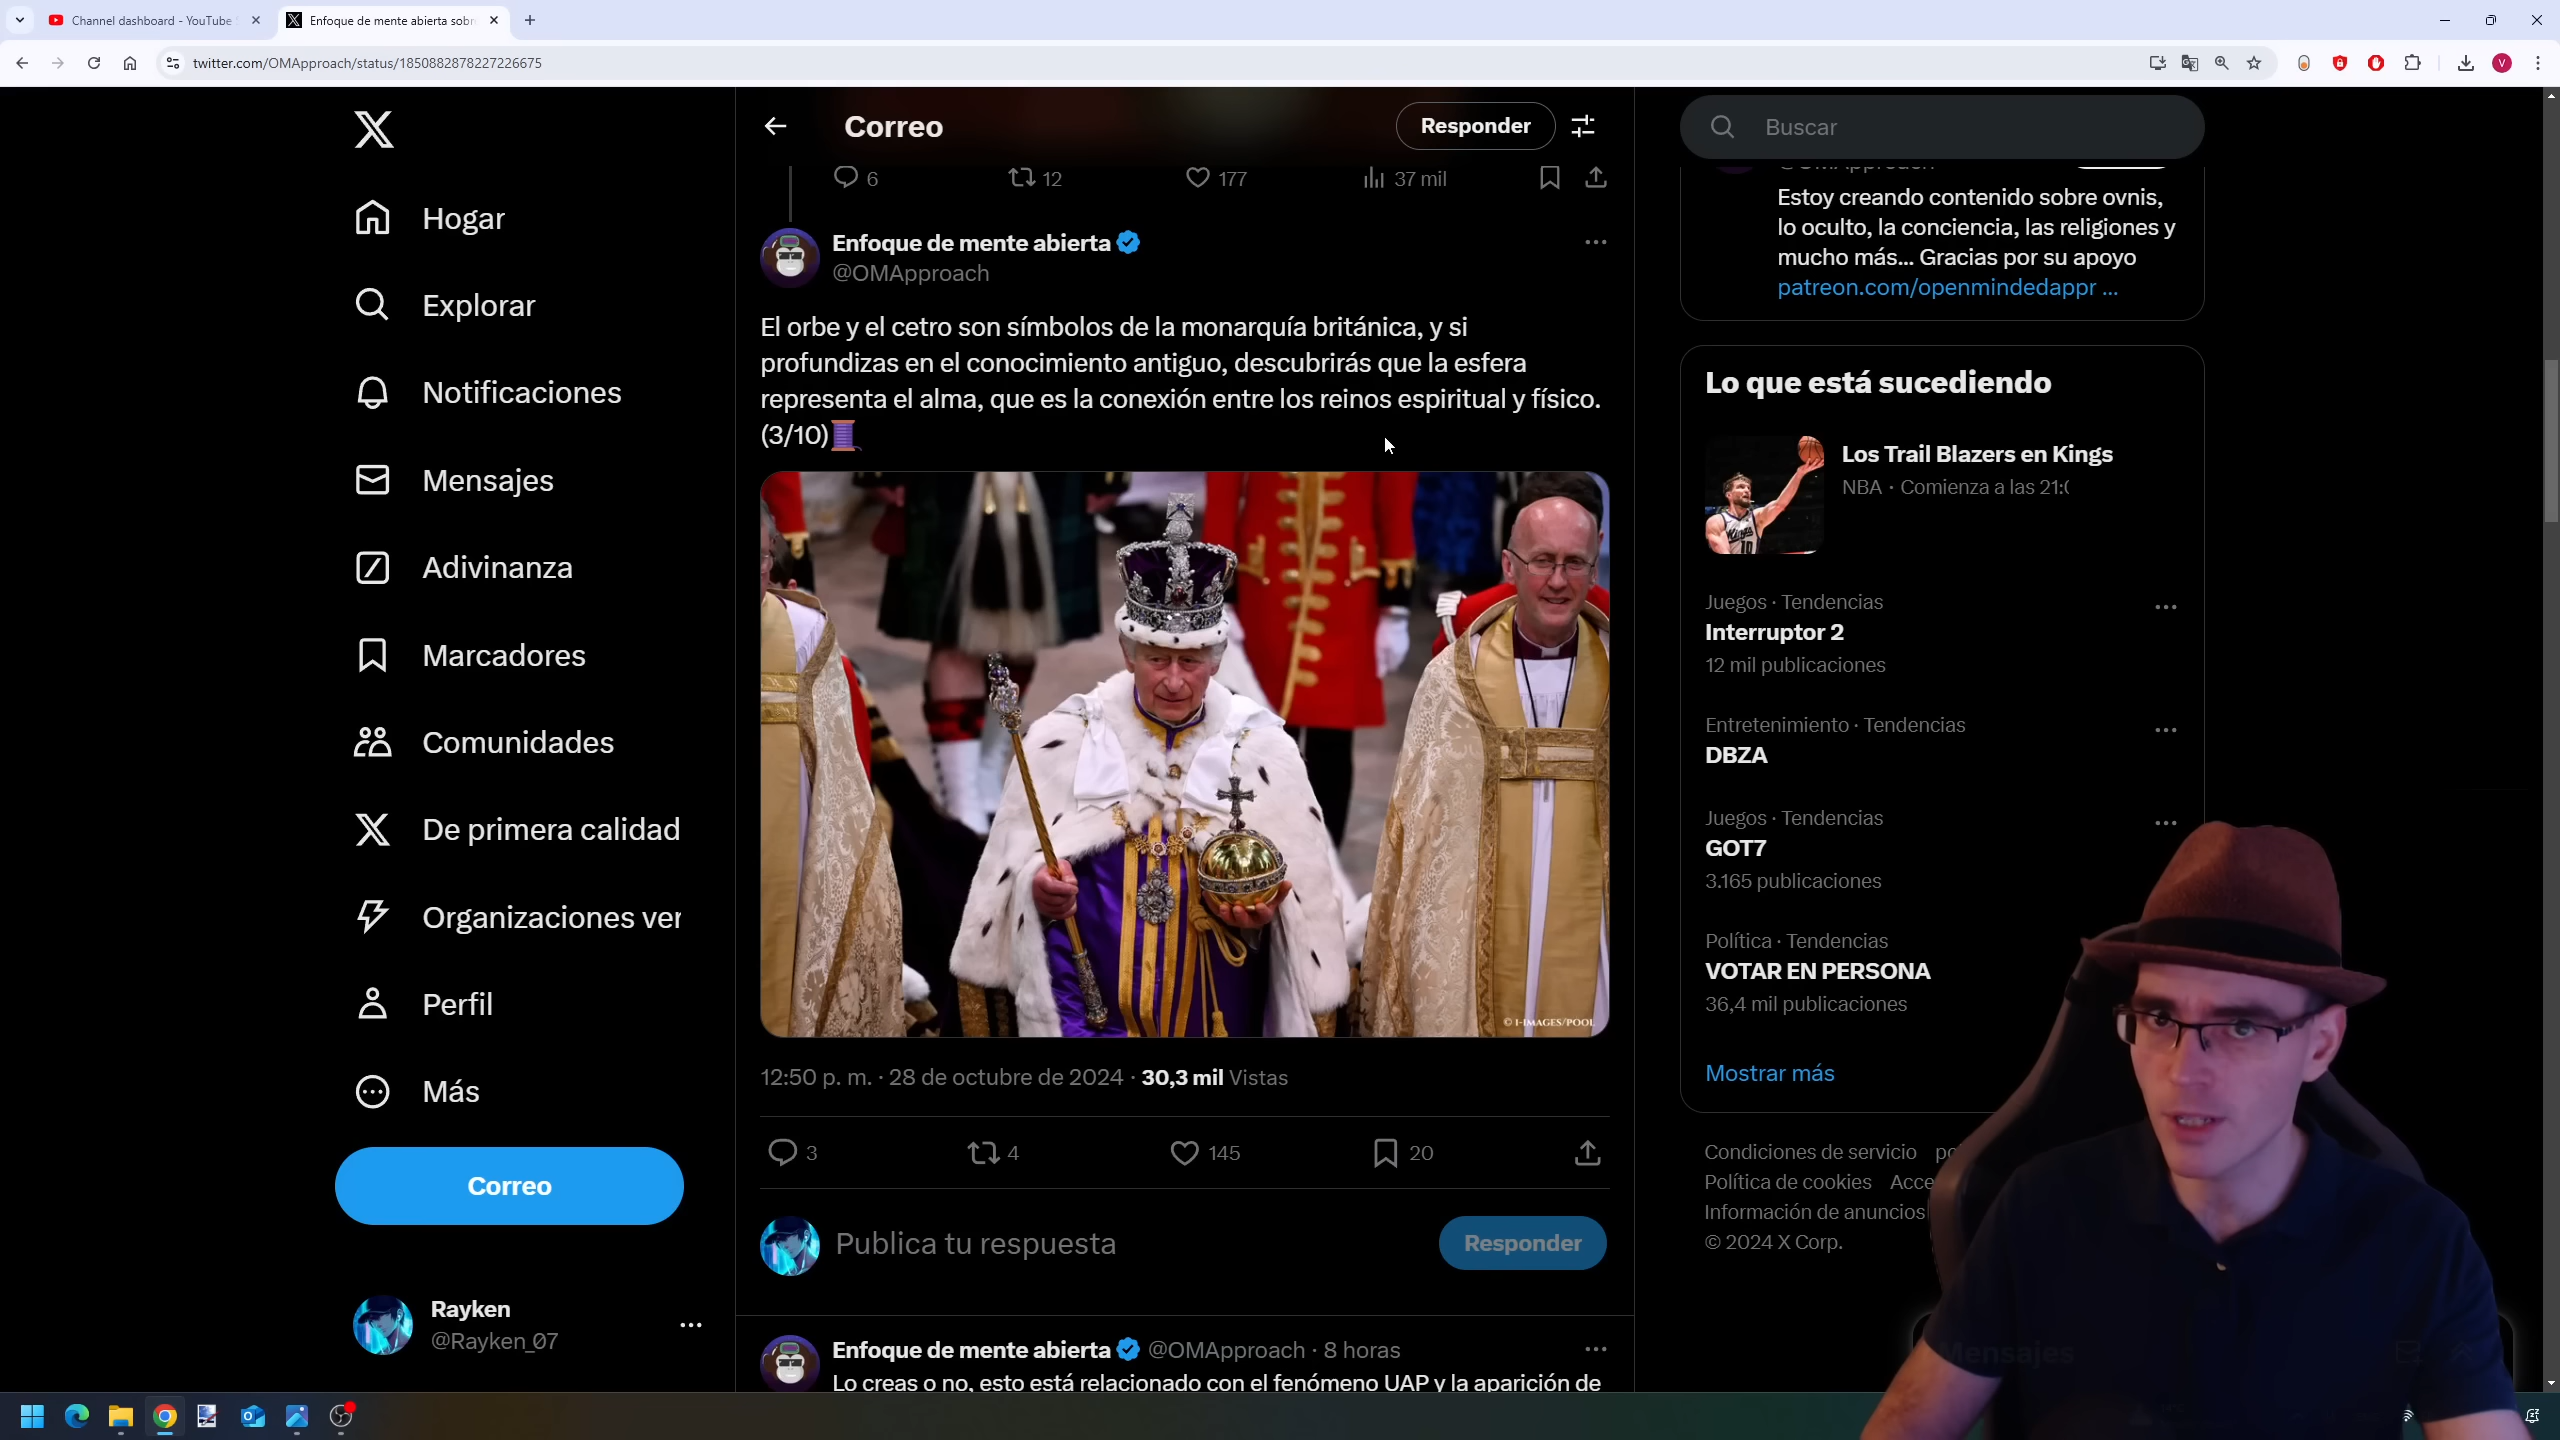 Channel dashboard - YouTube
Enfoque de mente abierta sobr
twitter.com/OMApproach/status/1850882878227226675
V
Correo
Responder
Buscar
Hogar
Explorar
Notificaciones
Mensajes
Adivinanza
Marcadores
Comunidades
De primera calidad
Organizaciones ver
Perfil
Más
Correo
Rayken
@Rayken_07
6 12 177 37 mil
Enfoque de mente abierta
@OMApproach
El orbe y el cetro son símbolos de la monarquía británica, y si
profundizas en el conocimiento antiguo, descubrirás que la esfera
representa el alma, que es la conexión entre los reinos espiritual y físico.
(3/10)
© I-IMAGES/POOL
12:50 p. m. · 28 de octubre de 2024 · 30,3 mil Vistas
3 4 145 20
Publica tu respuesta
Responder
Enfoque de mente abierta @OMApproach · 8 horas
Lo creas o no, esto está relacionado con el fenómeno UAP y la aparición de
@OMApproach
Estoy creando contenido sobre ovnis,
lo oculto, la conciencia, las religiones y
mucho más... Gracias por su apoyo
patreon.com/openmindedappr ...
Lo que está sucediendo
Los Trail Blazers en Kings
NBA · Comienza a las 21:(
Juegos · Tendencias
Interruptor 2
12 mil publicaciones
Entretenimiento · Tendencias
DBZA
Juegos · Tendencias
GOT7
3.165 publicaciones
Política · Tendencias
VOTAR EN PERSONA
36,4 mil publicaciones
Mostrar más
Condiciones de servicio
Política de cookies Acce
Información de anuncios
© 2024 X Corp.
Mensajes